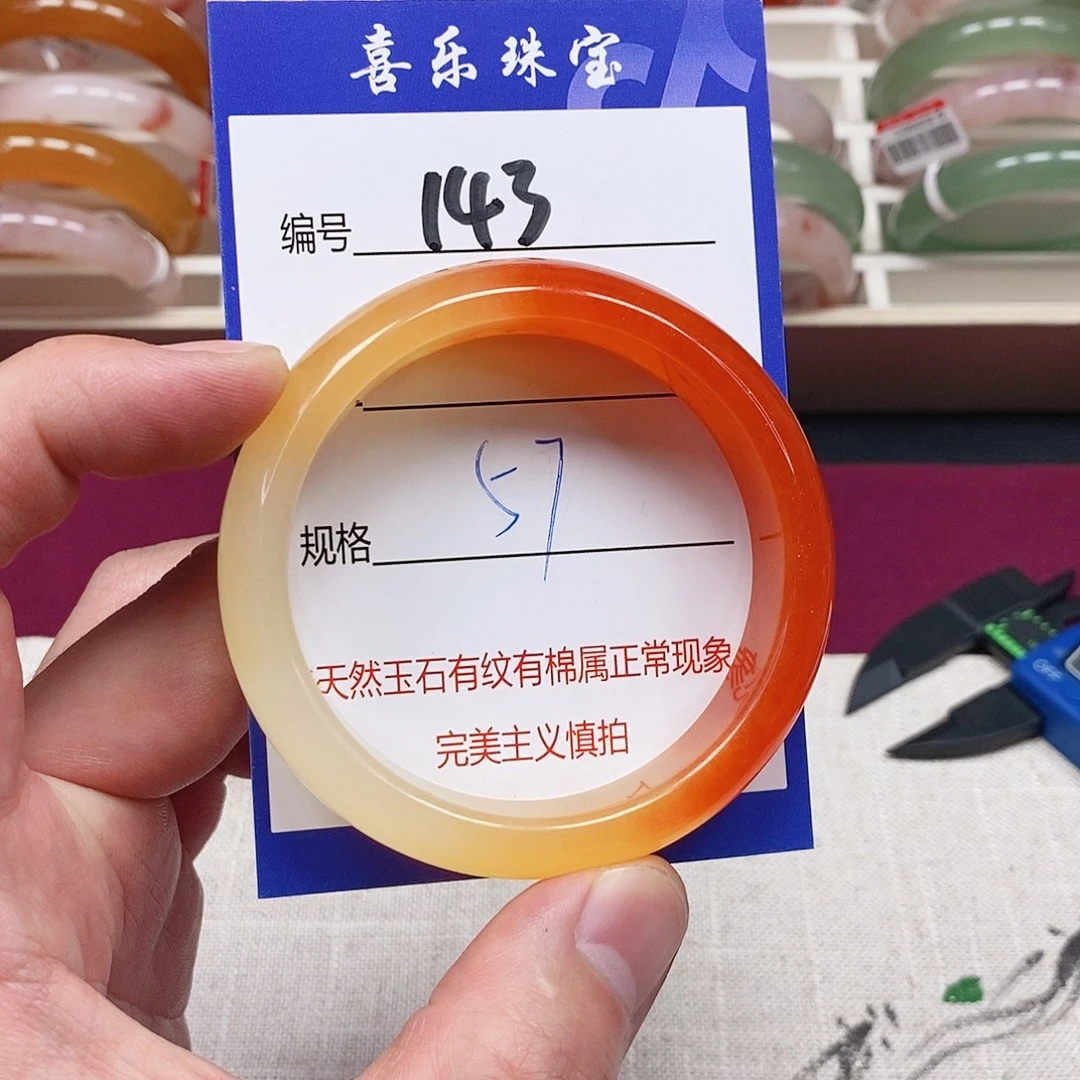 喜乐珠宝
编号 143
规格 57
天然玉石有纹有棉属正常现象
完美主义慎拍